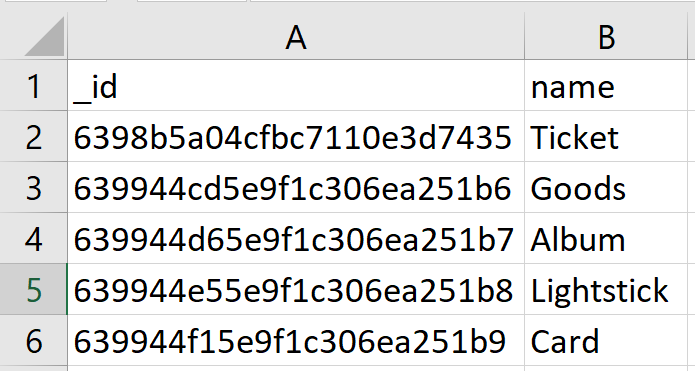 A B
1 _id name
2 6398b5a04cfbc7110e3d7435 Ticket
3 639944cd5e9f1c306ea251b6 Goods
4 639944d65e9f1c306ea251b7 Album
5 639944e55e9f1c306ea251b8 Lightstick
6 639944f15e9f1c306ea251b9 Card